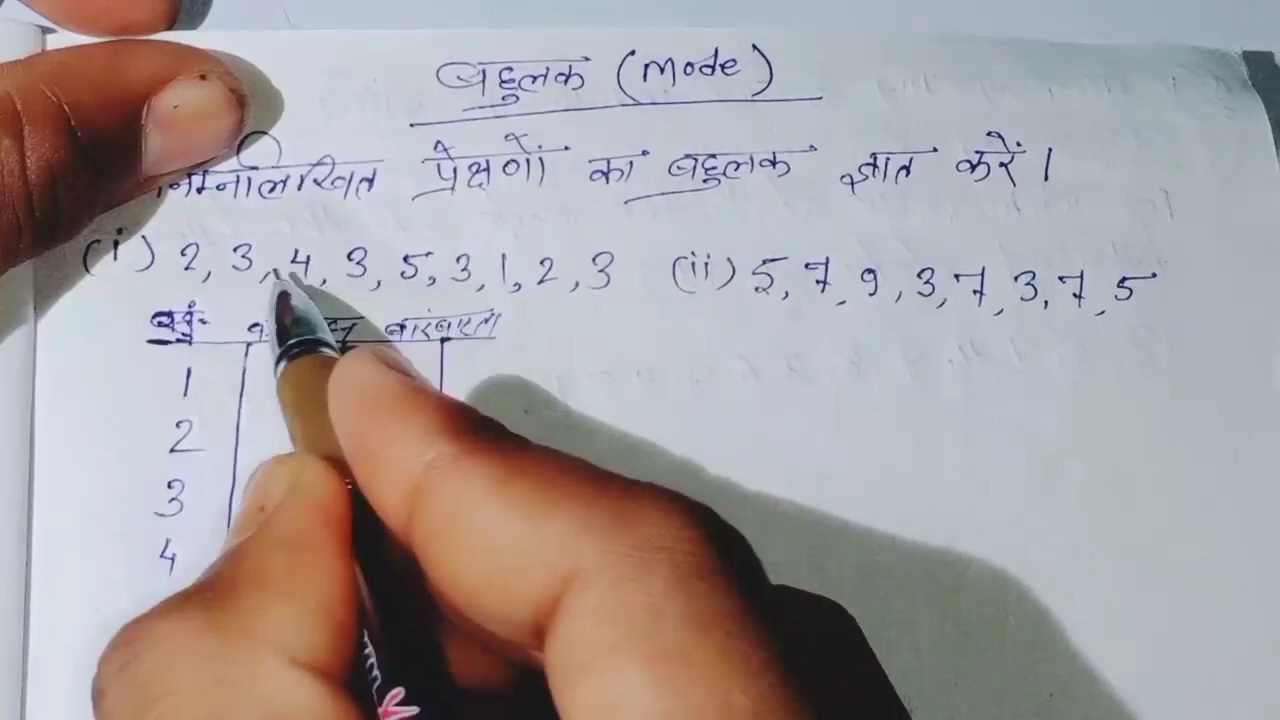 बहुलक (mode)
निम्नलिखित प्रेक्षणों का बहुलक ज्ञात करें।
(i) 2, 3, 4, 3, 5, 3, 1, 2, 3 (ii) 5, 7, 9, 3, 7, 3, 7, 5
बारंबारता
1
2
3
4